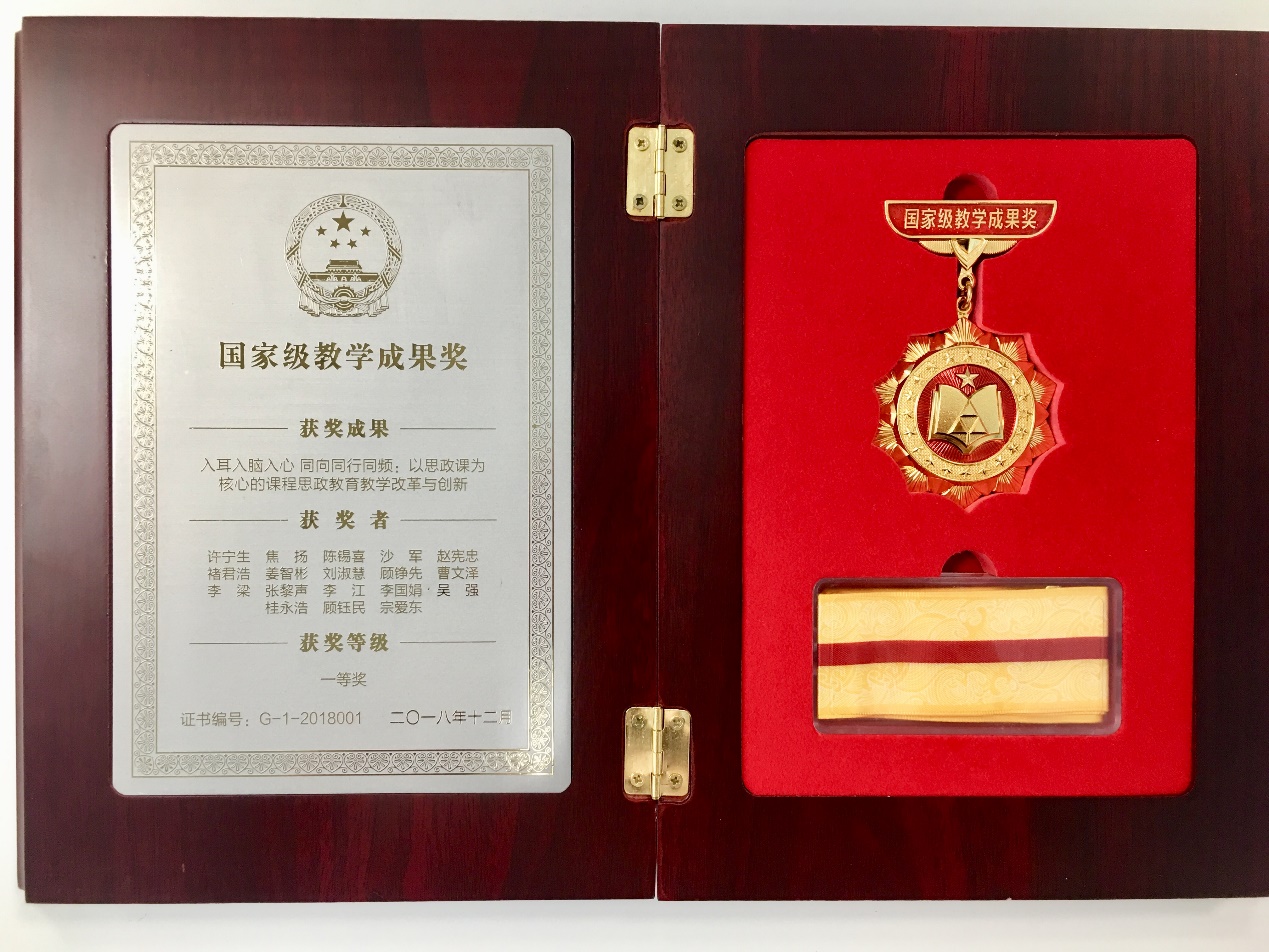 国家级教学成果奖
获奖成果
入耳入脑入心 同向同行同频：以思政课为
核心的课程思政教育教学改革与创新
获奖者
许宁生 焦扬 陈锡喜 沙军 赵宪忠
褚君浩 姜智彬 刘淑慧 顾铮先 曹文泽
李梁 张黎声 李江 李国娟 吴强
桂永浩 顾钰民 宗爱东
获奖等级
一等奖
证书编号：G-1-2018001 二〇一八年十二月
国家级教学成果奖